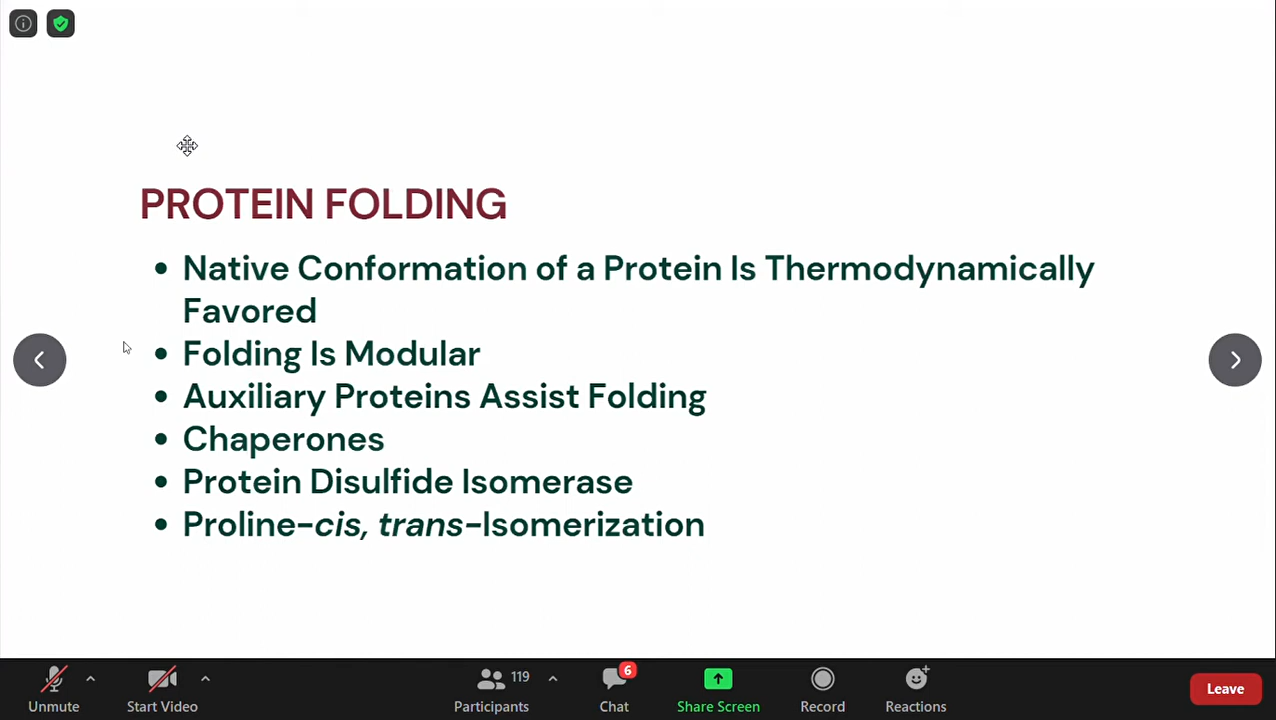 PROTEIN FOLDING
• Native Conformation of a Protein Is Thermodynamically
Favored
• Folding Is Modular
• Auxiliary Proteins Assist Folding
• Chaperones
• Protein Disulfide Isomerase
• Proline-cis, trans-Isomerization
119
6
Unmute
Start Video
Participants
Chat
Share Screen
Record
Reactions
Leave